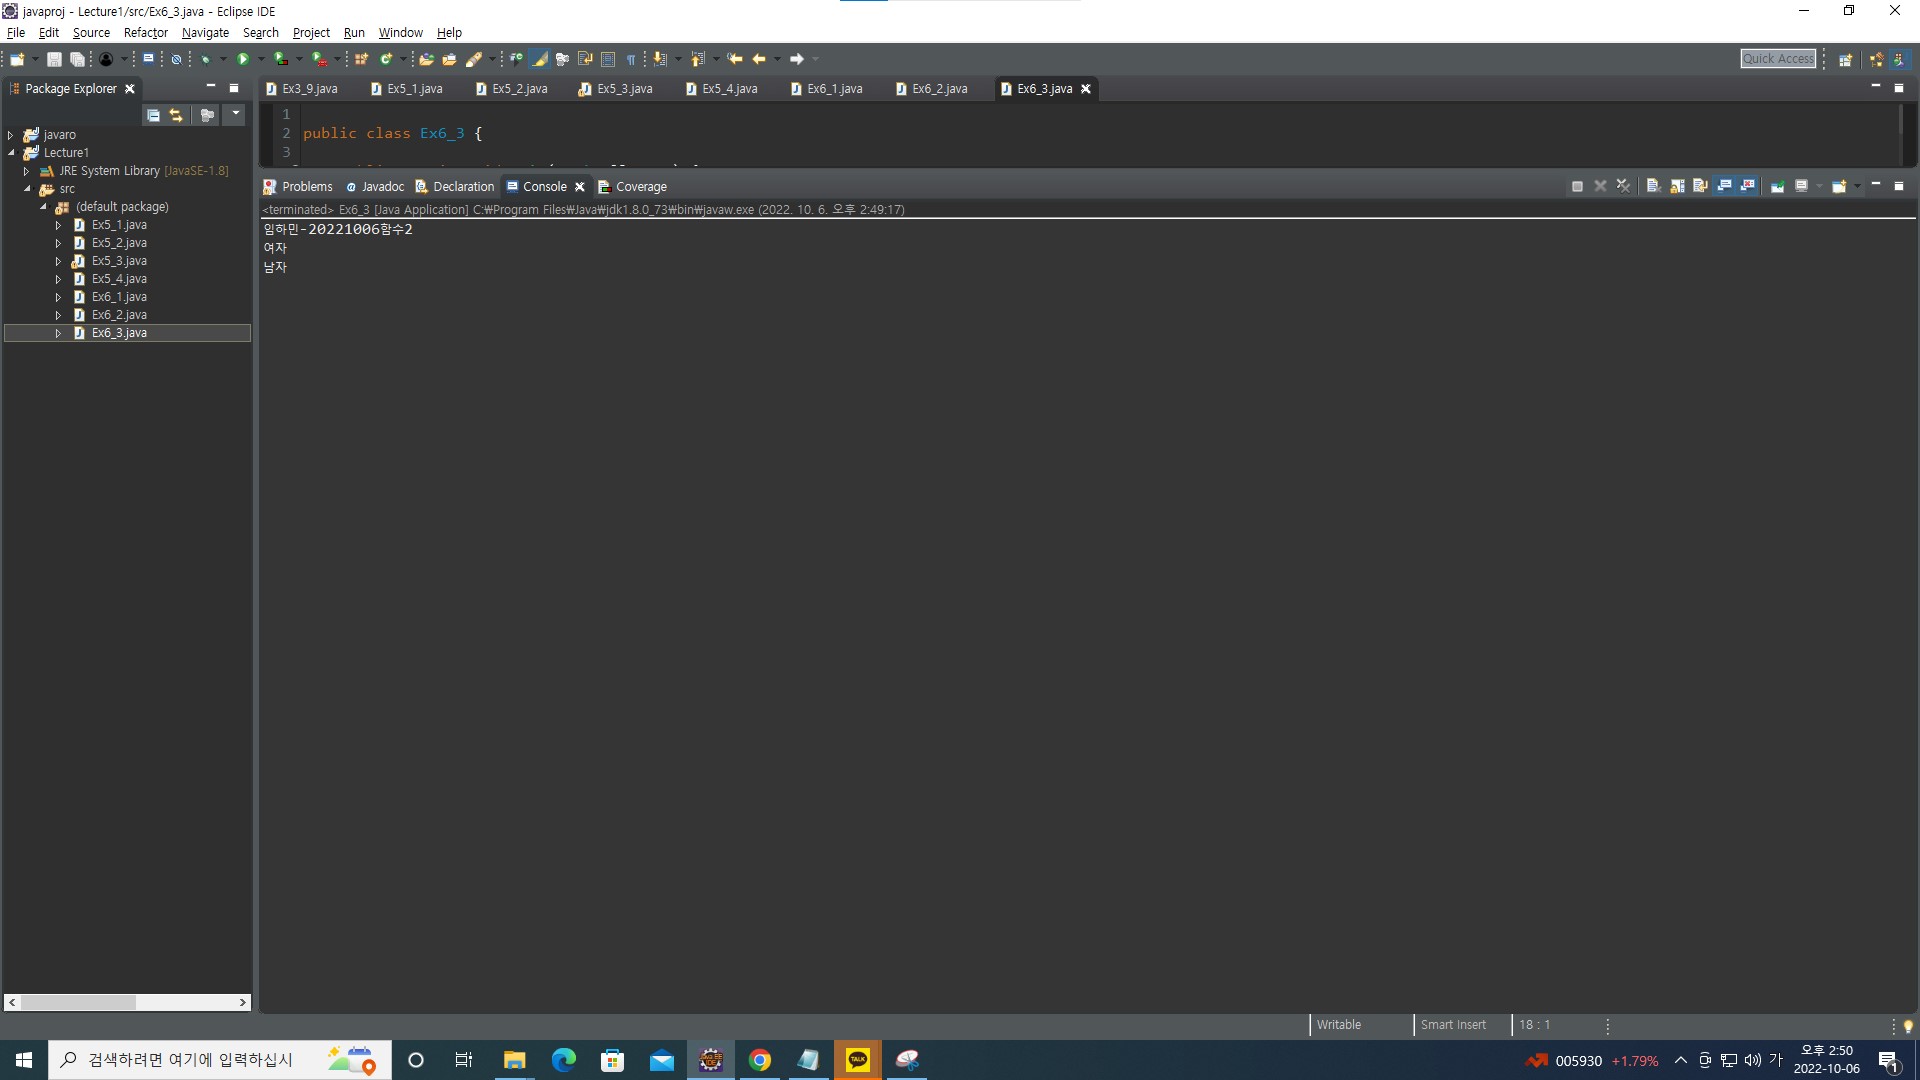 javaproj - Lecture1/src/Ex6_3.java - Eclipse IDE
File Edit Source Refactor Navigate Search Project Run Window Help
Quick Access
Package Explorer
Ex3_9.java Ex5_1.java Ex5_2.java Ex5_3.java Ex5_4.java Ex6_1.java Ex6_2.java Ex6_3.java
javaro
Lecture1
JRE System Library [JavaSE-1.8]
src
(default package)
Ex5_1.java
Ex5_2.java
Ex5_3.java
Ex5_4.java
Ex6_1.java
Ex6_2.java
Ex6_3.java
1
2 public class Ex6_3 {
3
Problems Javadoc Declaration Console Coverage
<terminated> Ex6_3 [Java Application] C:₩Program Files₩Java₩jdk1.8.0_73₩bin₩javaw.exe (2022. 10. 6. 오후 2:49:17)
임하민-20221006함수2
여자
남자
Writable Smart Insert 18 : 1
검색하려면 여기에 입력하십시
TALK
005930 +1.79% 가 오후 2:50
2022-10-06
1